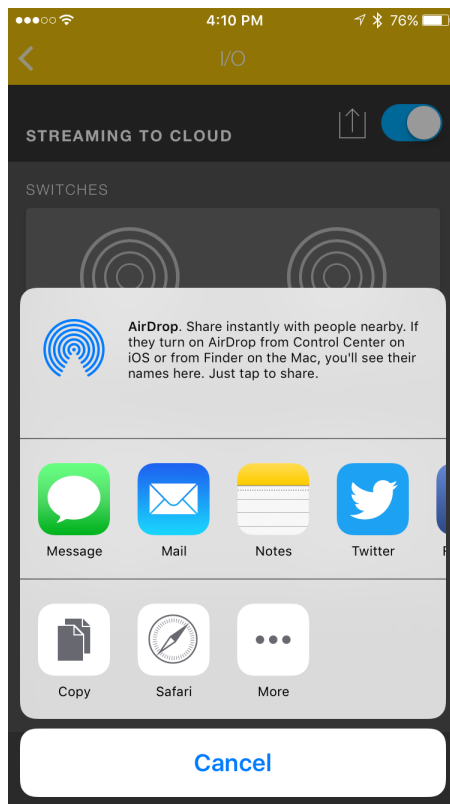 4:10 PM 76%
I/O
STREAMING TO CLOUD
SWITCHES
AirDrop. Share instantly with people nearby. If
they turn on AirDrop from Control Center on
iOS or from Finder on the Mac, you'll see their
names here. Just tap to share.
Message Mail Notes Twitter
Copy Safari More
Cancel